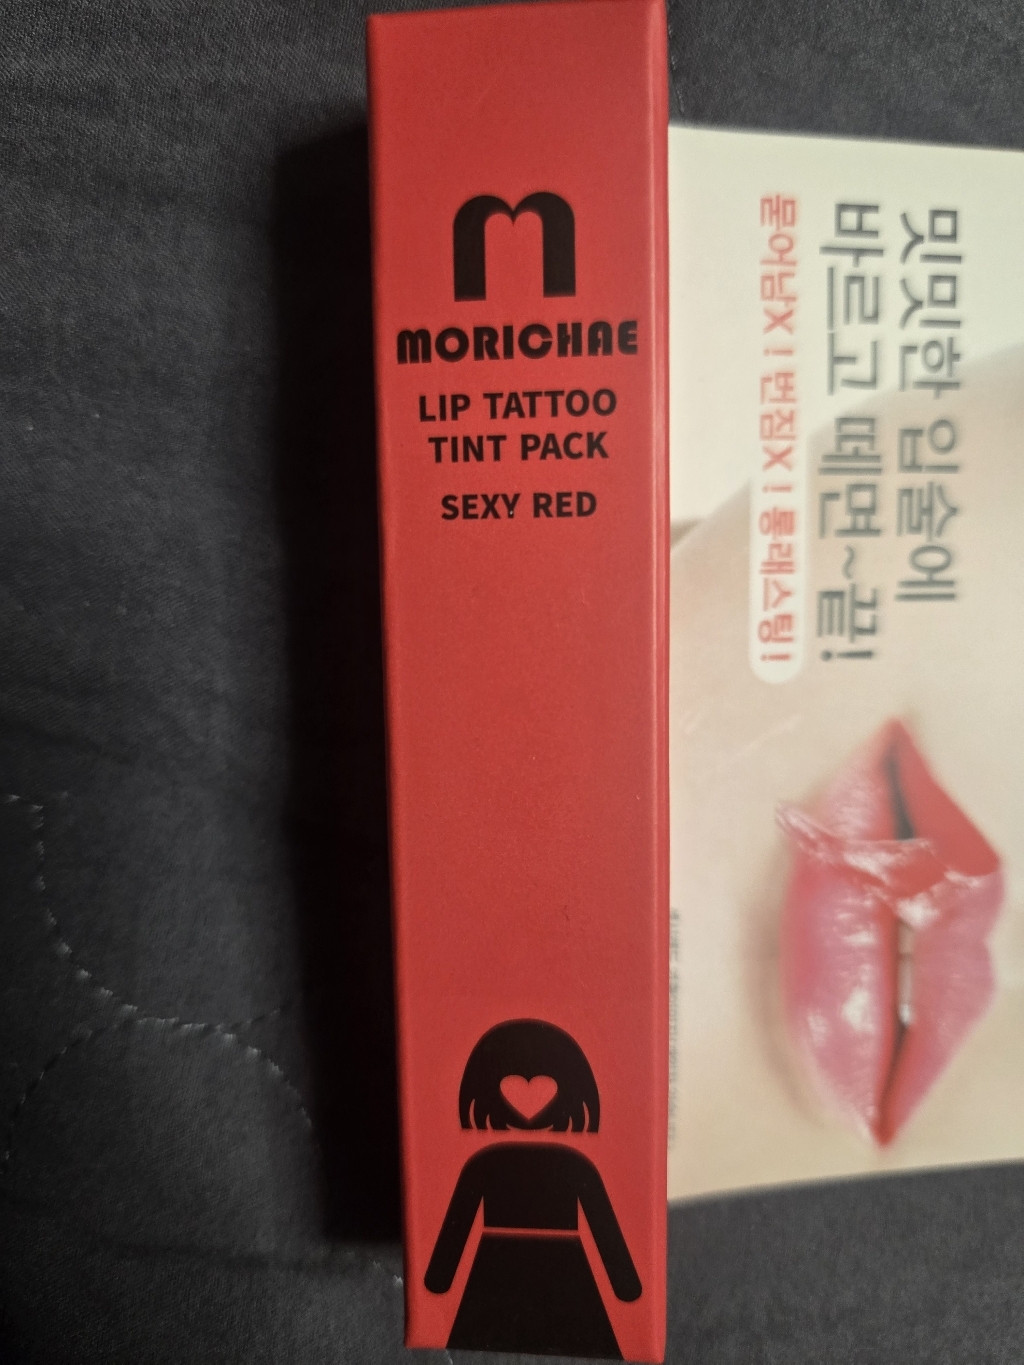 m
MORICHAE
LIP TATTOO
TINT PACK
SEXY RED
밋밋한 입술에
바르고 떼면~끝!
묻어남X! 번짐X! 롱래스팅!